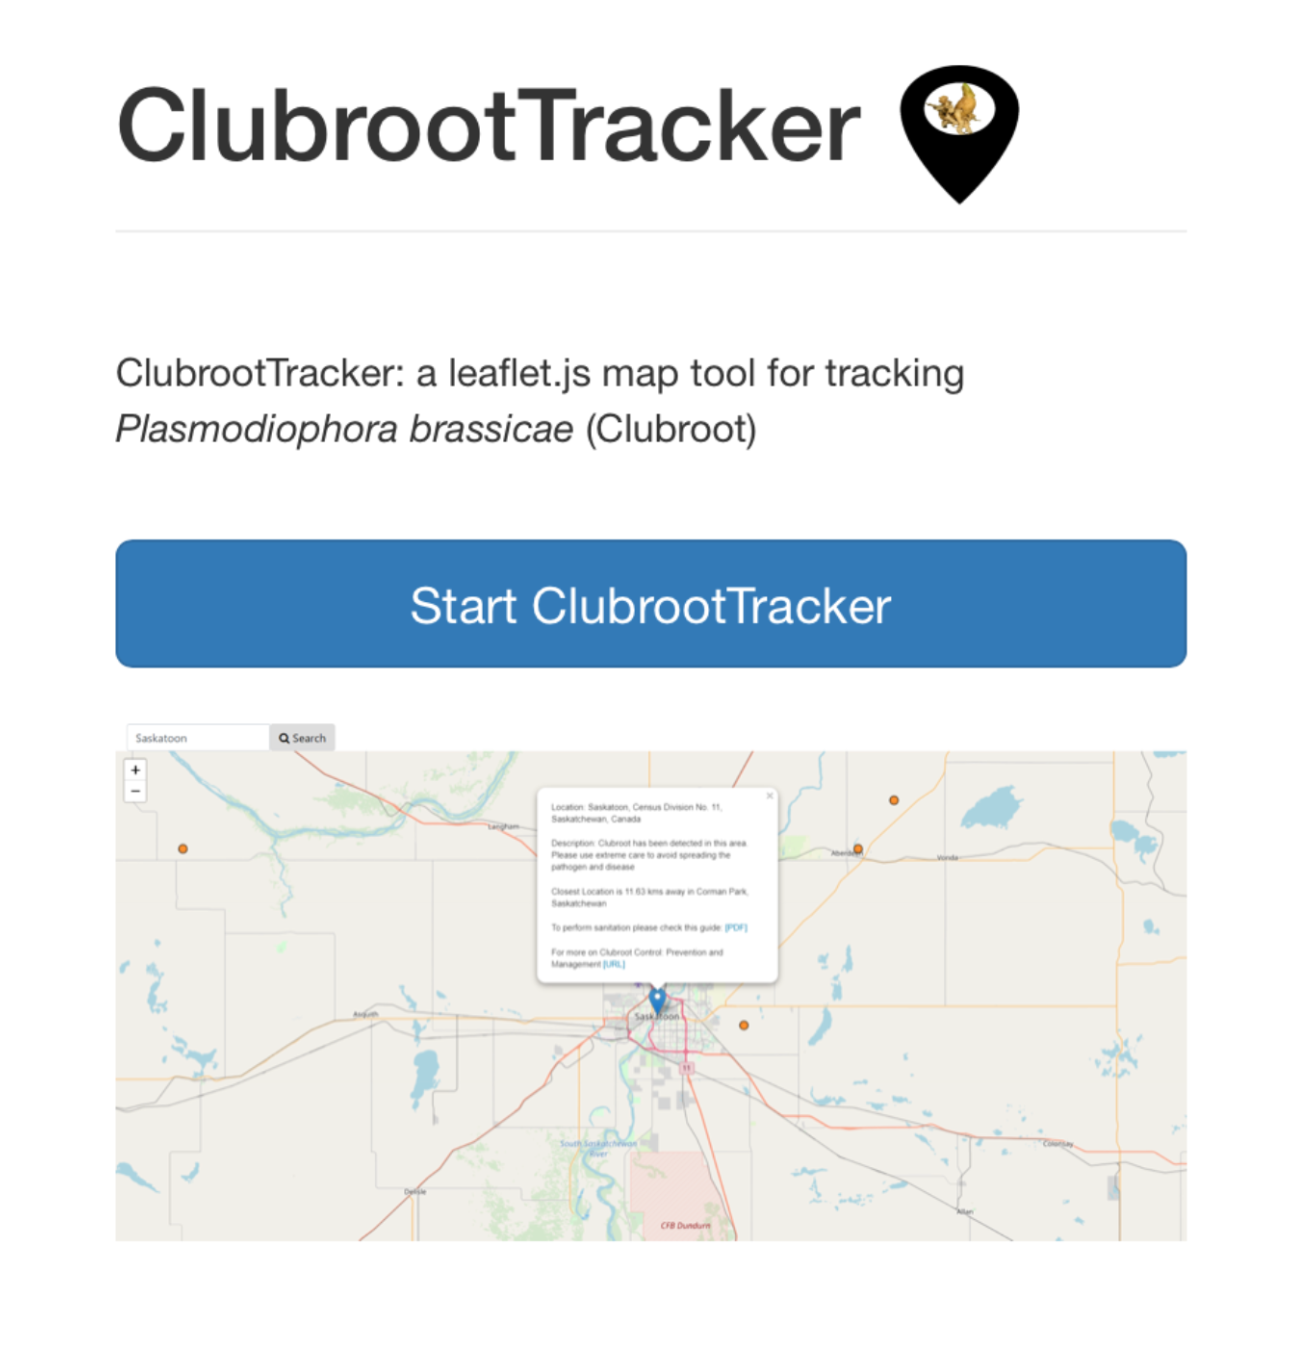 ClubrootTracker
ClubrootTracker: a leaflet.js map tool for tracking
Plasmodiophora brassicae (Clubroot)
Start ClubrootTracker
Saskatoon
Search
+
−
×
Location: Saskatoon, Census Division No. 11,
Saskatchewan, Canada
Description: Clubroot has been detected in this area.
Please use extreme care to avoid spreading the
pathogen and disease
Closest Location is 11.63 kms away in Corman Park,
Saskatchewan
To perform sanitation please check this guide: [PDF]
For more on Clubroot Control: Prevention and
Management [URL]
Langham
Aberdeen
Vonda
Asquith
Saskatoon
11
South Saskatchewan
River
Colonsay
Delisle
Allan
CFB Dundurn